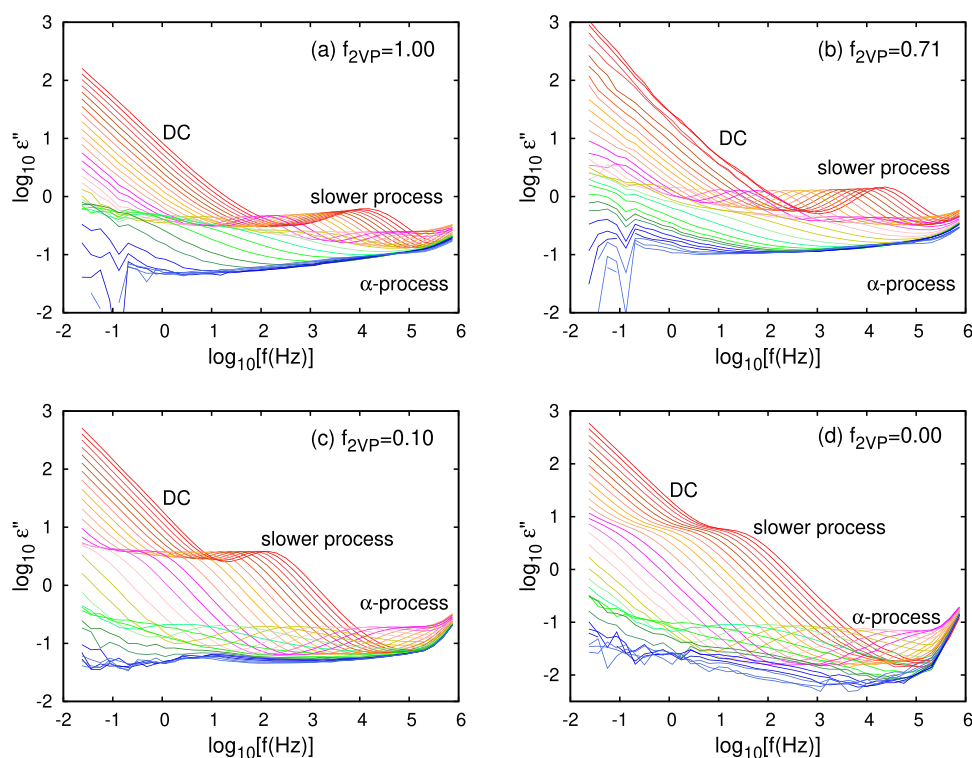 3
(a) f2VP=1.00
2
DC
1
slower process
0
-1
α-process
-2
-2 -1 0 1 2 3 4 5 6
log10 ε"
log10[f(Hz)]
3
(b) f2VP=0.71
2
1
DC
slower process
0
-1
α-process
-2
-2 -1 0 1 2 3 4 5 6
log10 ε"
log10[f(Hz)]
3
(c) f2VP=0.10
2
DC
1
slower process
0
α-process
-1
-2
-2 -1 0 1 2 3 4 5 6
log10 ε"
log10[f(Hz)]
3
(d) f2VP=0.00
2
DC
1
slower process
0
α-process
-1
-2
-2 -1 0 1 2 3 4 5 6
log10 ε"
log10[f(Hz)]